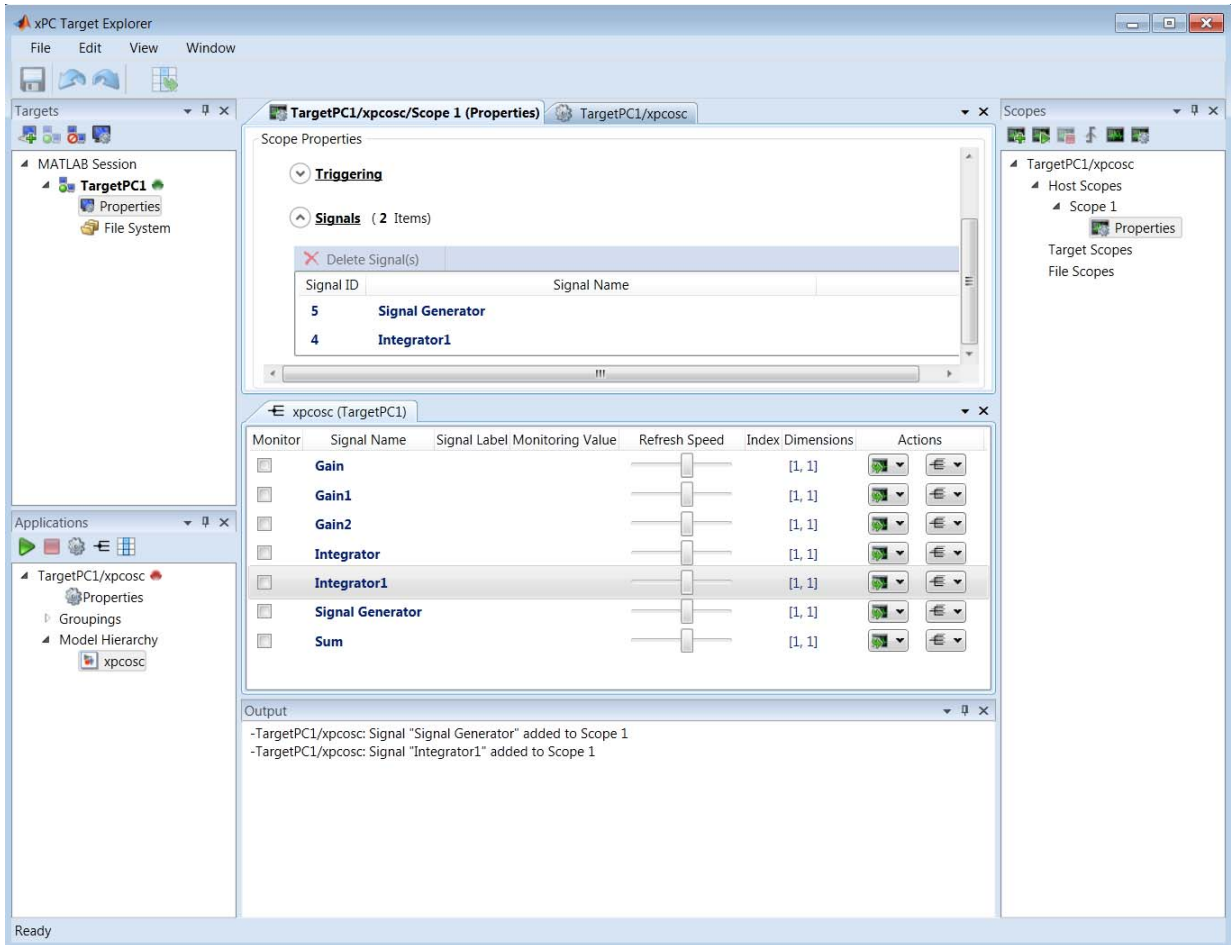 xPC Target Explorer
File Edit View Window
Targets
MATLAB Session
TargetPC1
Properties
File System
TargetPC1/xpcosc/Scope 1 (Properties) TargetPC1/xpcosc
Scope Properties
Triggering
Signals ( 2 Items)
Delete Signal(s)
Signal ID Signal Name
5 Signal Generator
4 Integrator1
Scopes
TargetPC1/xpcosc
Host Scopes
Scope 1
Properties
Target Scopes
File Scopes
xpcosc (TargetPC1)
Monitor Signal Name Signal Label Monitoring Value Refresh Speed Index Dimensions Actions
Gain [1, 1]
Gain1 [1, 1]
Gain2 [1, 1]
Integrator [1, 1]
Integrator1 [1, 1]
Signal Generator [1, 1]
Sum [1, 1]
Applications
TargetPC1/xpcosc
Properties
Groupings
Model Hierarchy
xpcosc
Output
-TargetPC1/xpcosc: Signal "Signal Generator" added to Scope 1
-TargetPC1/xpcosc: Signal "Integrator1" added to Scope 1
Ready